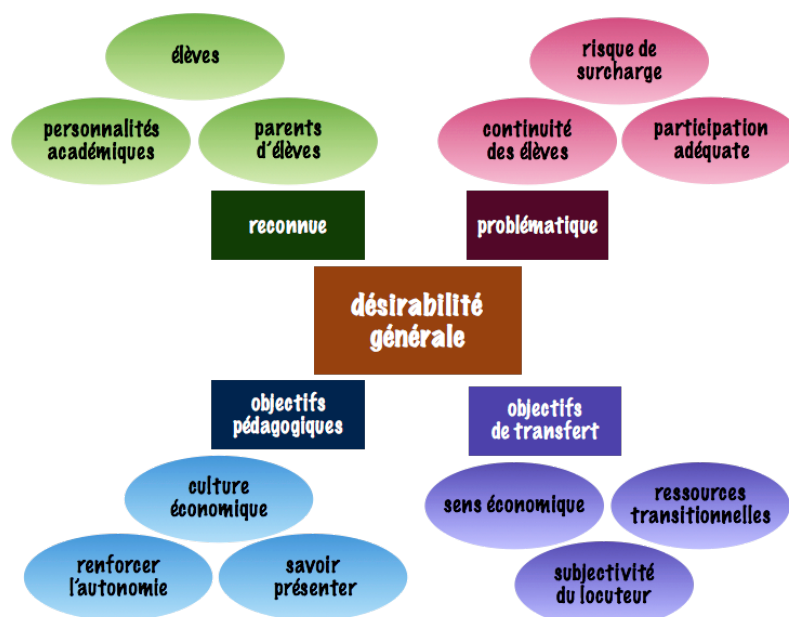 élèves
personnalités
académiques
parents
d'élèves
risque de
surcharge
continuité
des élèves
participation
adéquate
reconnue
problématique
désirabilité
générale
objectifs
pédagogiques
objectifs
de transfert
culture
économique
renforcer
l'autonomie
savoir
présenter
sens économique
ressources
transitionnelles
subjectivité
du locuteur